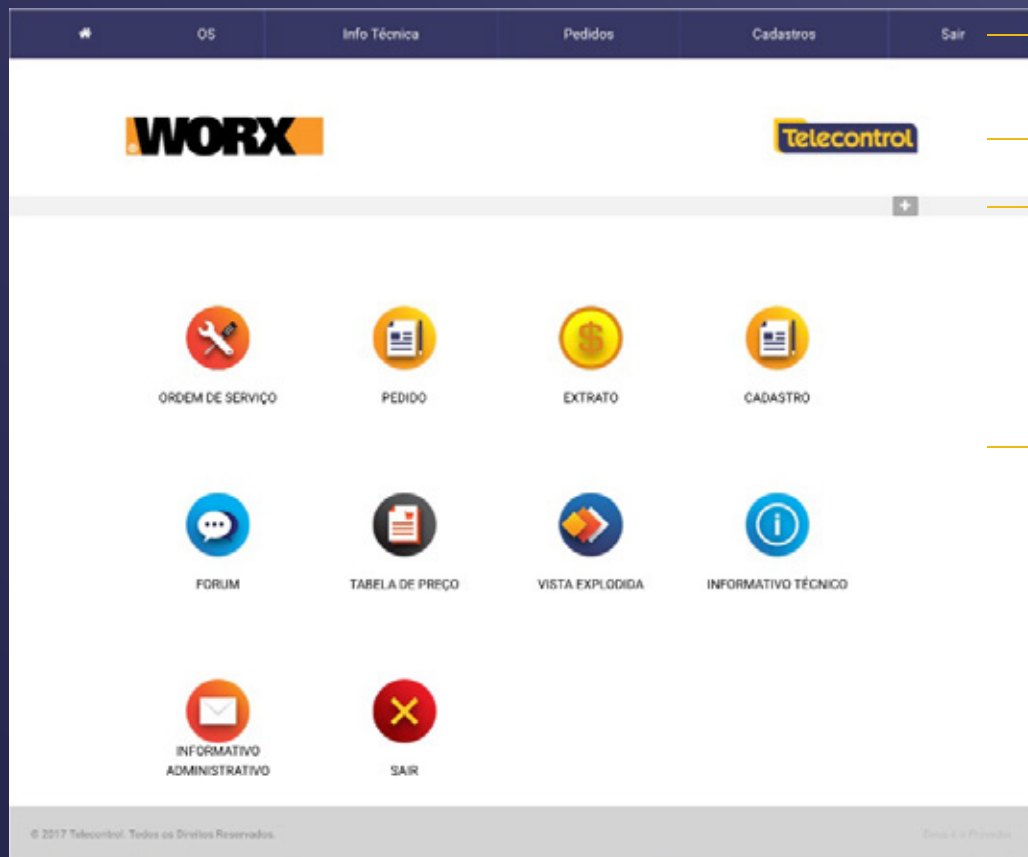 OS Info Técnica Pedidos Cadastros Sair
WORX Telecontrol
ORDEM DE SERVIÇO PEDIDO EXTRATO CADASTRO
FORUM TABELA DE PREÇO VISTA EXPLODIDA INFORMATIVO TÉCNICO
INFORMATIVO
ADMINISTRATIVO SAIR
© 2017 Telecontrol. Todos os Direitos Reservados.